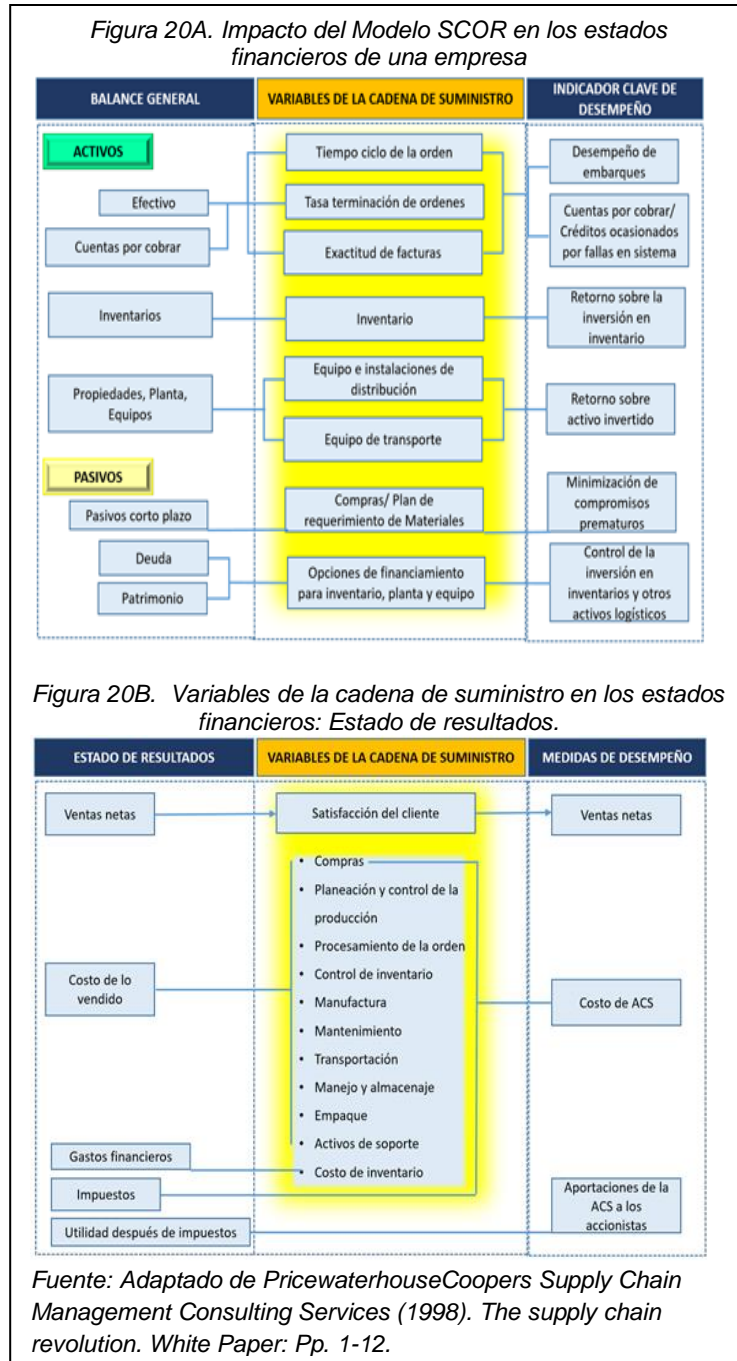 Figura 20A. Impacto del Modelo SCOR en los estados
financieros de una empresa
BALANCE GENERAL
VARIABLES DE LA CADENA DE SUMINISTRO
INDICADOR CLAVE DE
DESEMPEÑO
ACTIVOS
Efectivo
Cuentas por cobrar
Tiempo ciclo de la orden
Tasa terminación de ordenes
Exactitud de facturas
Desempeño de
embarques
Cuentas por cobrar/
Créditos ocasionados
por fallas en sistema
Inventarios
Inventario
Retorno sobre la
inversión en
inventario
Propiedades, Planta,
Equipos
Equipo e instalaciones de
distribución
Equipo de transporte
Retorno sobre
activo invertido
PASIVOS
Pasivos corto plazo
Compras/ Plan de
requerimiento de Materiales
Minimización de
compromisos
prematuros
Deuda
Patrimonio
Opciones de financiamiento
para inventario, planta y equipo
Control de la
inversión en
inventarios y otros
activos logísticos
Figura 20B. Variables de la cadena de suministro en los estados
financieros: Estado de resultados.
ESTADO DE RESULTADOS
VARIABLES DE LA CADENA DE SUMINISTRO
MEDIDAS DE DESEMPEÑO
Ventas netas
Satisfacción del cliente
Ventas netas
Costo de lo
vendido
• Compras
• Planeación y control de la
producción
• Procesamiento de la orden
• Control de inventario
• Manufactura
• Mantenimiento
• Transportación
• Manejo y almacenaje
• Empaque
• Activos de soporte
• Costo de inventario
Costo de ACS
Gastos financieros
Impuestos
Utilidad después de impuestos
Aportaciones de la
ACS a los
accionistas
Fuente: Adaptado de PricewaterhouseCoopers Supply Chain
Management Consulting Services (1998). The supply chain
revolution. White Paper: Pp. 1-12.